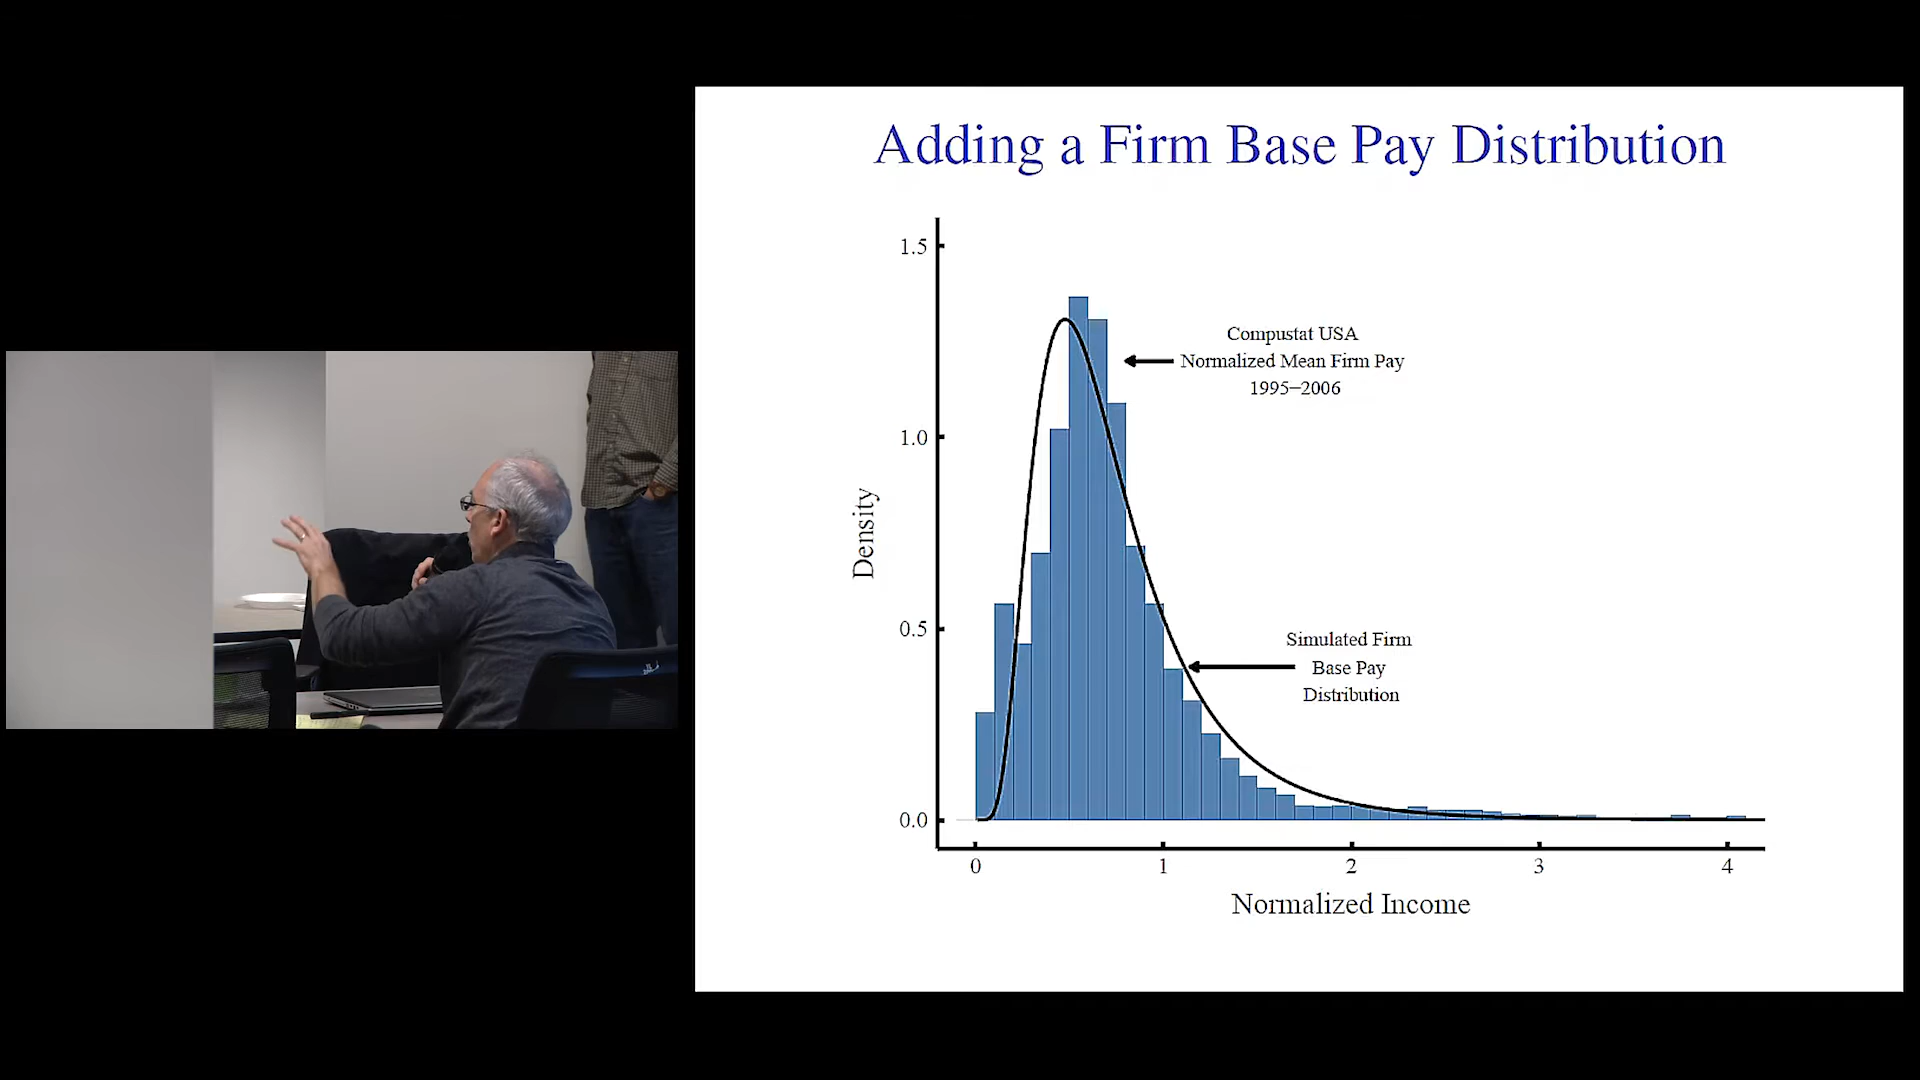 Adding a Firm Base Pay Distribution
1.5
1.0
0.5
0.0
Density
Compustat USA
Normalized Mean Firm Pay
1995–2006
Simulated Firm
Base Pay
Distribution
0 1 2 3 4
Normalized Income